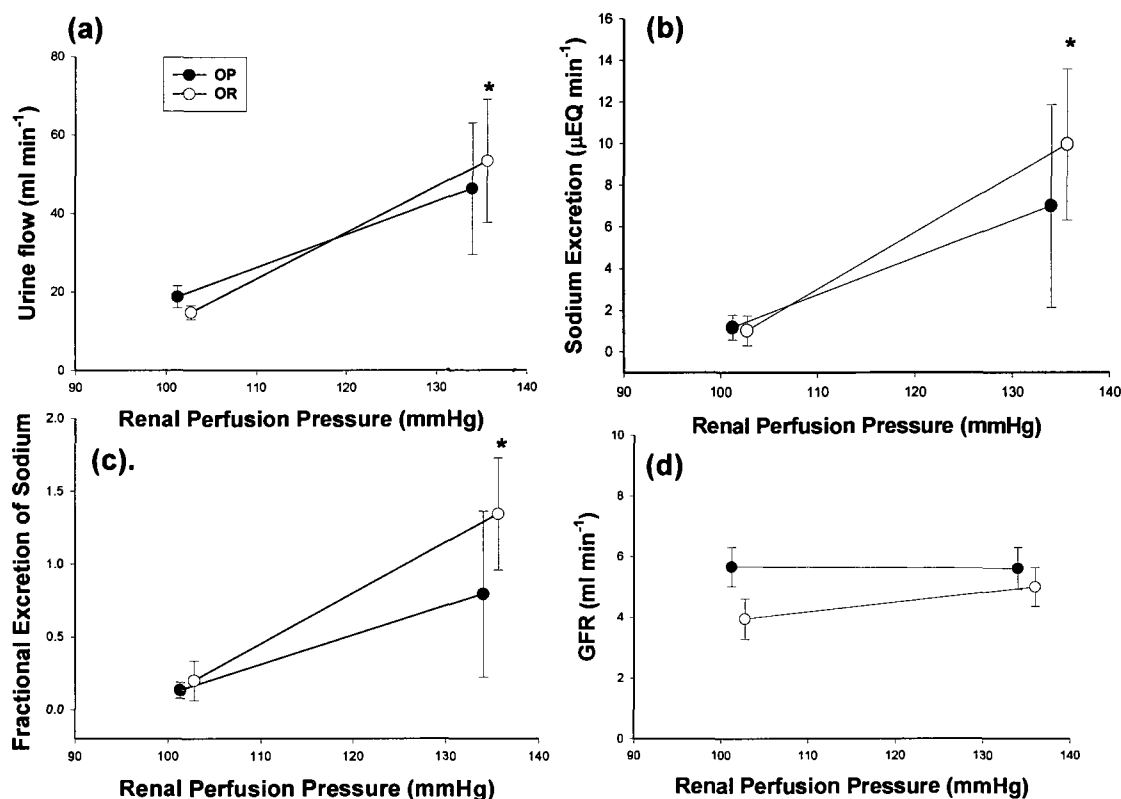 (a)
80
60
40
20
0
Urine flow (ml min-1)
OP
OR
*
90 100 110 120 130 140
Renal Perfusion Pressure (mmHg)
(b)
16
14
12
10
8
6
4
2
0
Sodium Excretion (µEQ min-1)
*
90 100 110 120 130 140
Renal Perfusion Pressure (mmHg)
(c).
2.0
1.5
1.0
0.5
0.0
Fractional Excretion of Sodium
*
90 100 110 120 130 140
Renal Perfusion Pressure (mmHg)
(d)
10
8
6
4
2
0
GFR (ml min-1)
90 100 110 120 130 140
Renal Perfusion Pressure (mmHg)